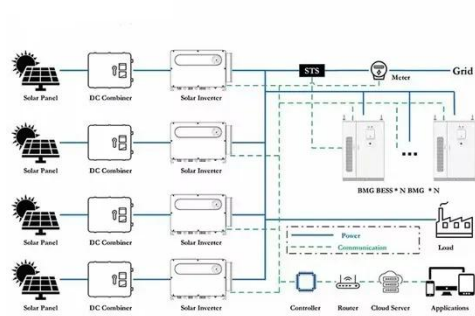 STS
Meter
Grid
Solar Panel
DC Combiner
Solar Inverter
Solar Panel
DC Combiner
Solar Inverter
BMG BESS * N BMG * N
Solar Panel
DC Combiner
Solar Inverter
Power
Communication
Load
Solar Panel
DC Combiner
Solar Inverter
Controller
Router
Cloud Server
Applications